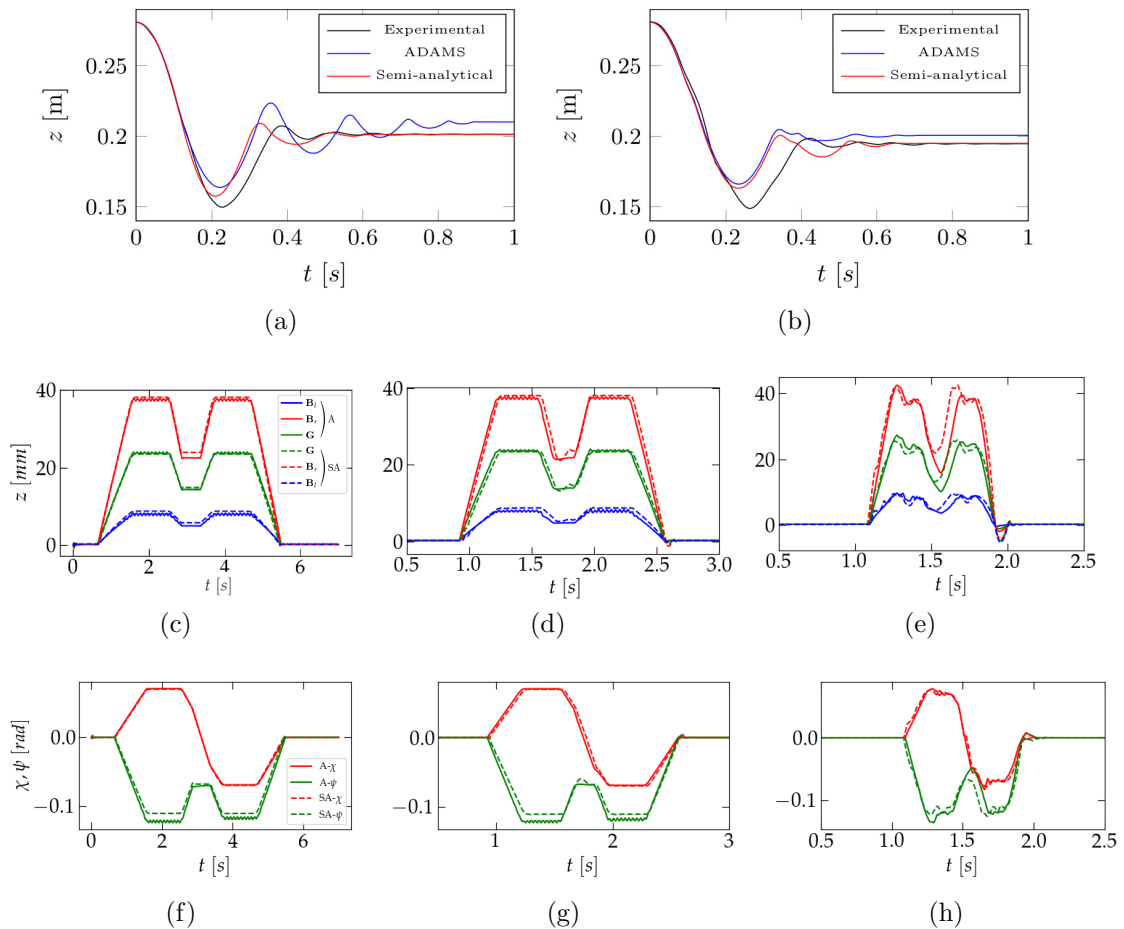 Experimental
ADAMS
Semi-analytical
0.25
0.2
0.15
z [m]
0 0.2 0.4 0.6 0.8 1
t [s]
(a)
Experimental
ADAMS
Semi-analytical
0.25
0.2
0.15
z [m]
0 0.2 0.4 0.6 0.8 1
t [s]
(b)
40
20
0
z [mm]
B_l
B_r A
G
G
B_r SA
B_l
0 2 4 6
t [s]
(c)
40
20
0
0.5 1.0 1.5 2.0 2.5 3.0
t [s]
(d)
40
20
0
0.5 1.0 1.5 2.0 2.5
t [s]
(e)
0.0
−0.1
χ, ψ [rad]
A-χ
A-ψ
SA-χ
SA-ψ
0 2 4 6
t [s]
(f)
0.0
−0.1
1 2 3
t [s]
(g)
0.0
−0.1
0.5 1.0 1.5 2.0 2.5
t [s]
(h)